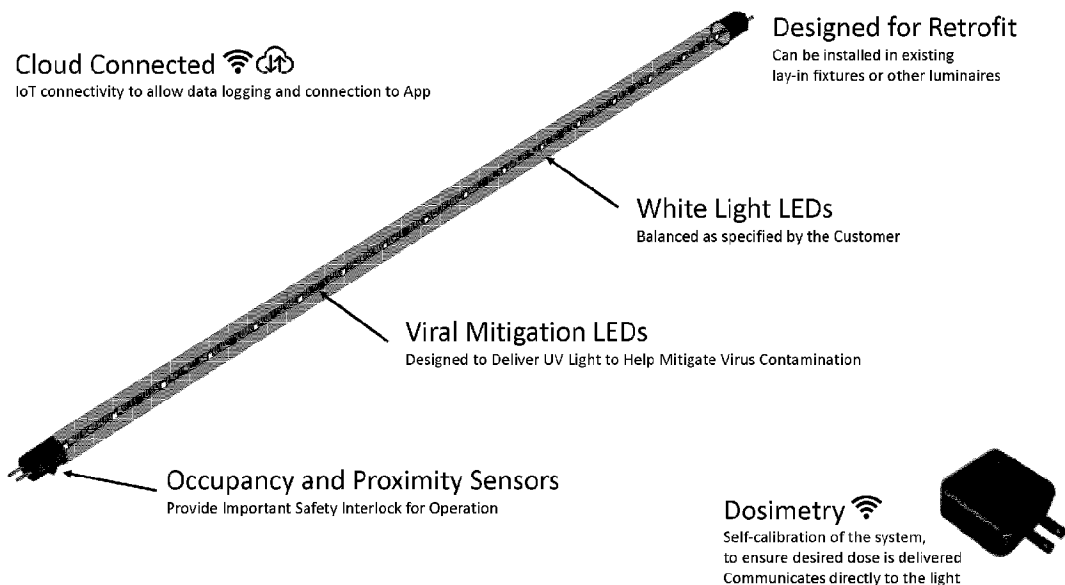 Cloud Connected
IoT connectivity to allow data logging and connection to App
Designed for Retrofit
Can be installed in existing
lay-in fixtures or other luminaires
White Light LEDs
Balanced as specified by the Customer
Viral Mitigation LEDs
Designed to Deliver UV Light to Help Mitigate Virus Contamination
Occupancy and Proximity Sensors
Provide Important Safety Interlock for Operation
Dosimetry
Self-calibration of the system,
to ensure desired dose is delivered
Communicates directly to the light